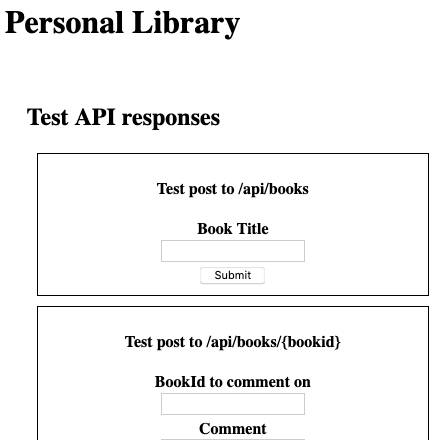 Personal Library
Test API responses
Test post to /api/books
Book Title
Submit
Test post to /api/books/{bookid}
BookId to comment on
Comment